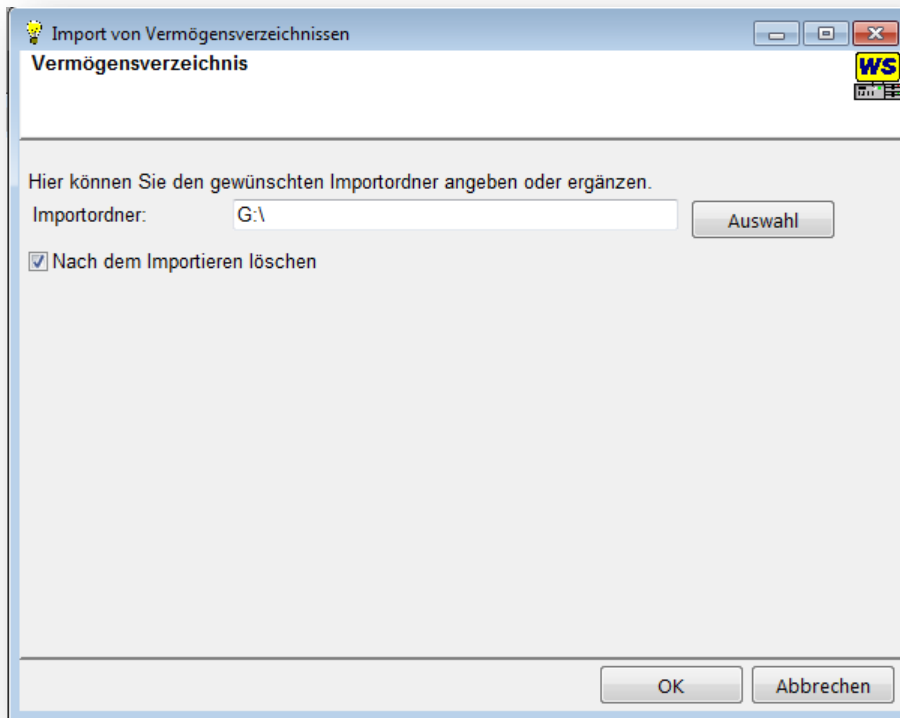 Import von Vermögensverzeichnissen
Vermögensverzeichnis
WS
Hier können Sie den gewünschten Importordner angeben oder ergänzen.
Importordner: G:\ Auswahl
Nach dem Importieren löschen
OK Abbrechen